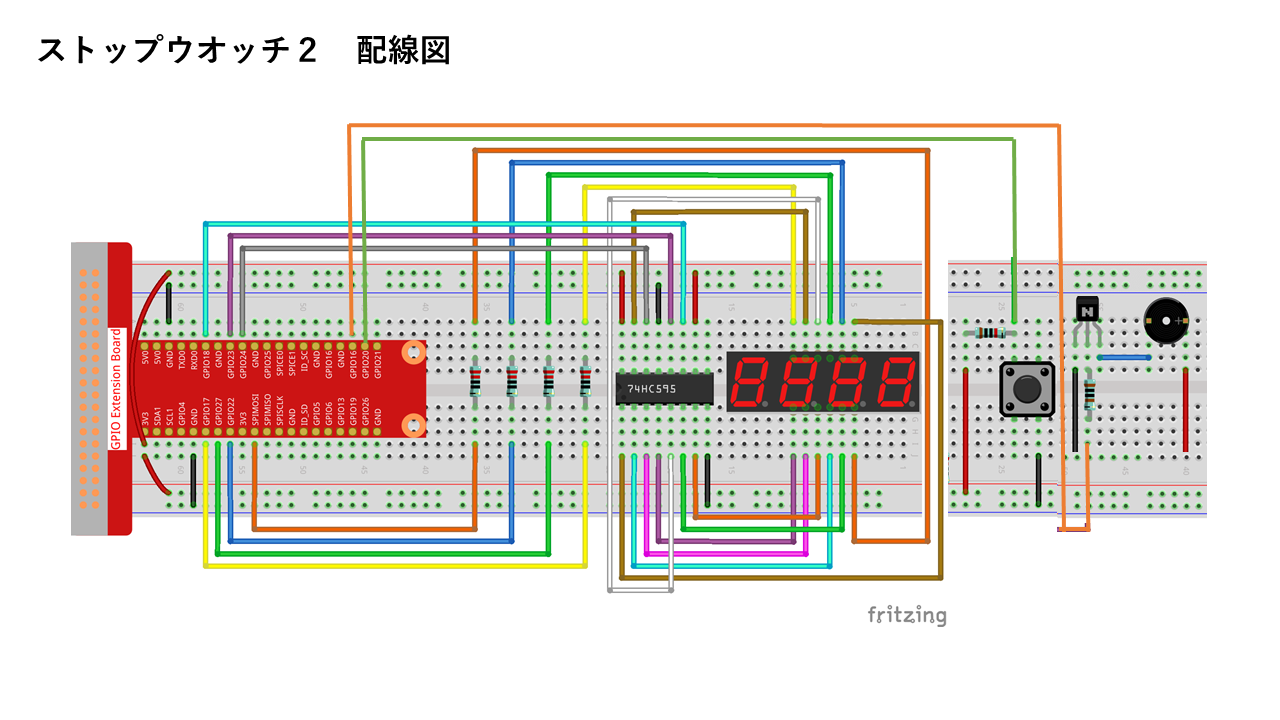 ストップウオッチ２　配線図
GPIO Extension Board
5V0
5V0
GND
TXD0
RXD0
GPIO18
GND
GPIO23
GPIO24
GND
GPIO25
SPICE0
SPICE1
ID_SC
GND
GPIO16
GND
GPIO16
GPIO20
GPIO21
3V3
SDA1
SCL1
GPIO4
GND
GPIO17
GPIO27
GPIO22
3V3
SPIMOSI
SPIMISO
SPISCLK
GND
ID_SD
GPIO5
GPIO6
GPIO13
GPIO19
GPIO26
GND
74HC595
8888
N
fritzing